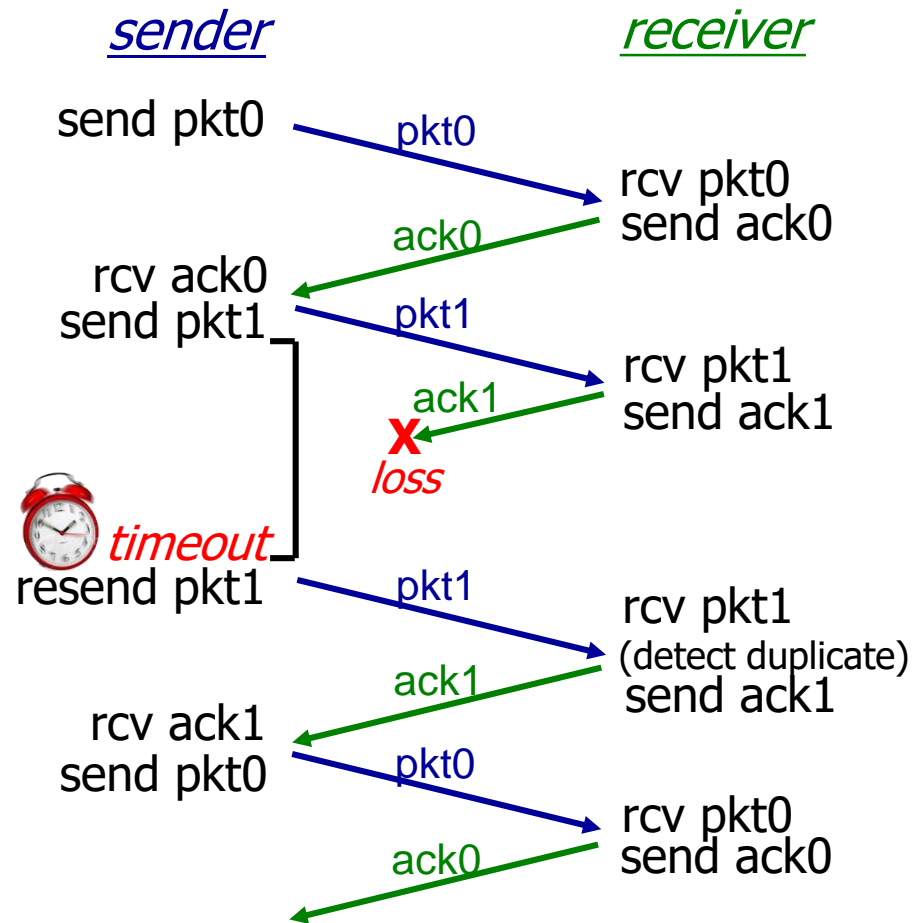 sender
receiver
send pkt0
pkt0
rcv pkt0
send ack0
ack0
rcv ack0
send pkt1
pkt1
rcv pkt1
send ack1
ack1
X
loss
timeout
resend pkt1
pkt1
rcv pkt1
(detect duplicate)
send ack1
ack1
rcv ack1
send pkt0
pkt0
rcv pkt0
send ack0
ack0